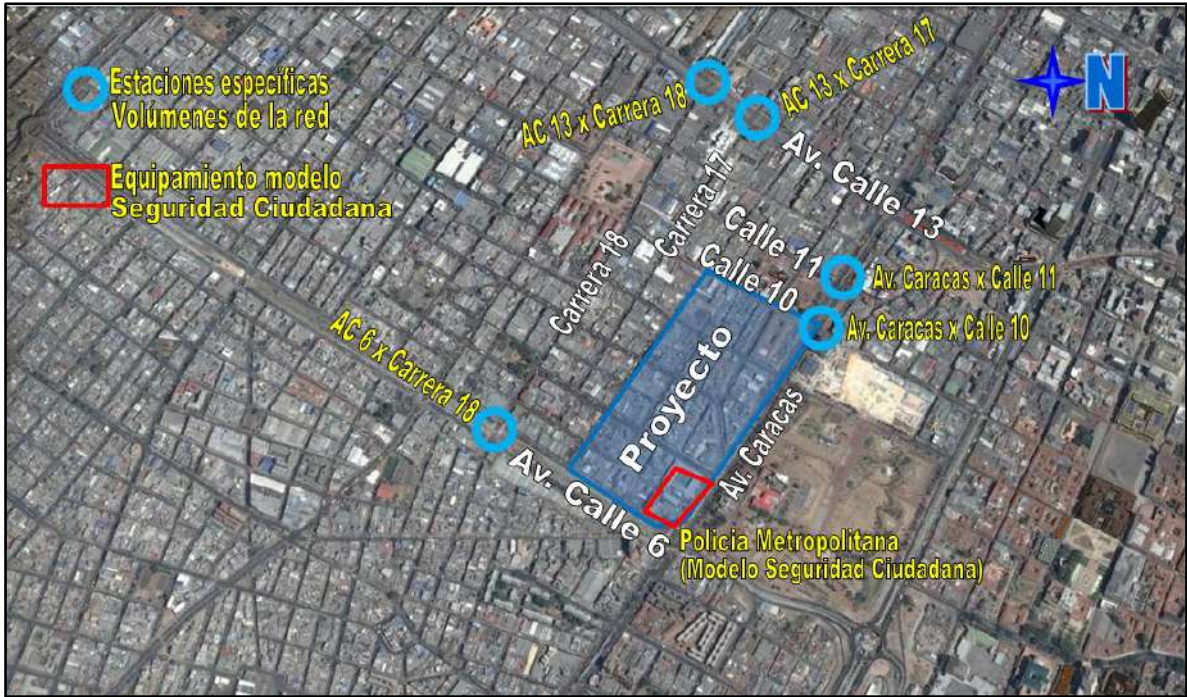 Estaciones específicas
Volúmenes de la red
Equipamiento modelo
Seguridad Ciudadana
AC 13 x Carrera 18
AC 13 x Carrera 17
N
Av. Calle 13
Carrera 17
Calle 11
Calle 10
Carrera 18
Av. Caracas x Calle 11
Av. Caracas x Calle 10
AC 6 x Carrera 18
Proyecto
Av. Caracas
Av. Calle 6
Policia Metropolitana
(Modelo Seguridad Ciudadana)